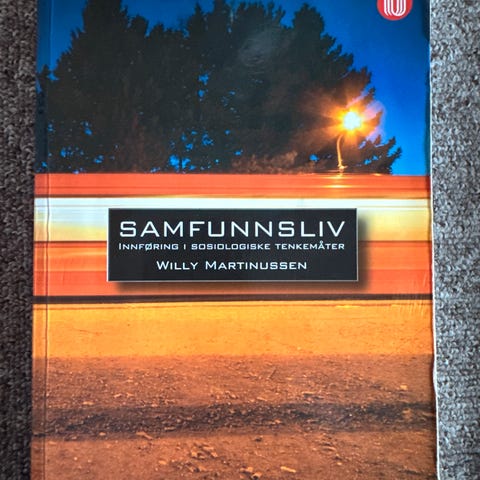 SAMFUNNSLIV
INNFØRING I SOSIOLOGISKE TENKEMÅTER
WILLY MARTINUSSEN